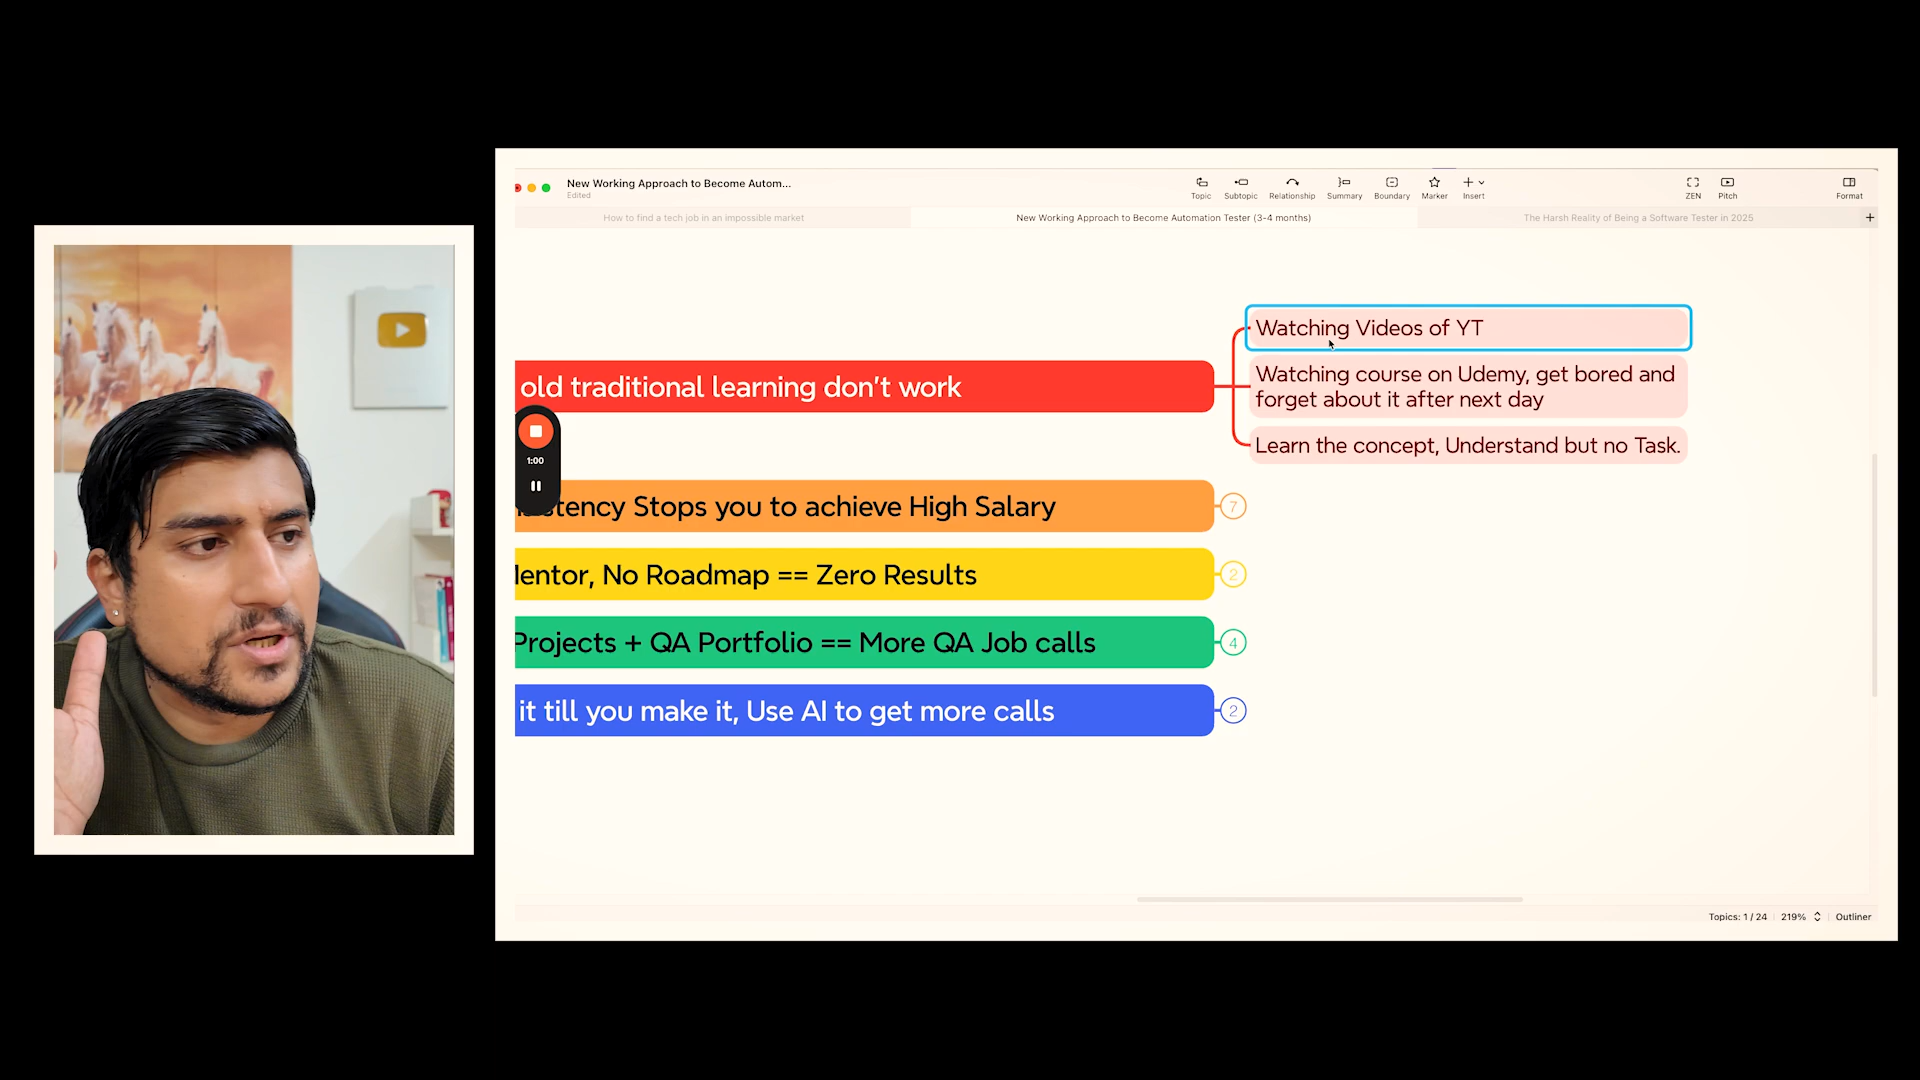 New Working Approach to Become Autom...
Edited
Topic
Subtopic
Relationship
Summary
Boundary
Marker
Insert
ZEN
Pitch
Format
How to find a tech job in an impossible market
New Working Approach to Become Automation Tester (3-4 months)
The Harsh Reality of Being a Software Tester in 2025
Watching Videos of YT
old traditional learning don't work
Watching course on Udemy, get bored and
forget about it after next day
Learn the concept, Understand but no Task.
1:00
Stops you to achieve High Salary
7
No Roadmap == Zero Results
2
Projects + QA Portfolio == More QA Job calls
4
it till you make it, Use AI to get more calls
2
Topics: 1 / 24
219%
Outliner